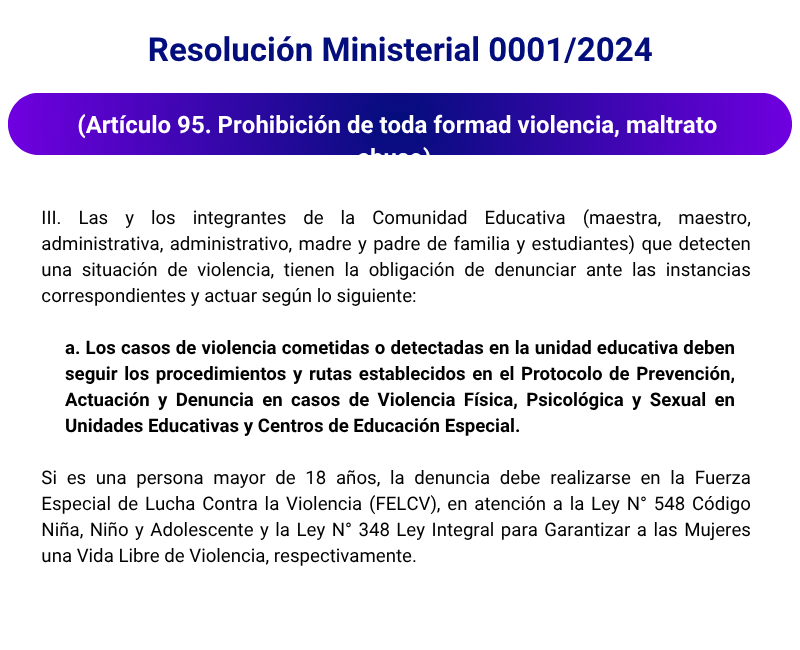 Resolución Ministerial 0001/2024
(Artículo 95. Prohibición de toda formad violencia, maltrato
abuso)
III. Las y los integrantes de la Comunidad Educativa (maestra, maestro,
administrativa, administrativo, madre y padre de familia y estudiantes) que detecten
una situación de violencia, tienen la obligación de denunciar ante las instancias
correspondientes y actuar según lo siguiente:
a. Los casos de violencia cometidas o detectadas en la unidad educativa deben
seguir los procedimientos y rutas establecidos en el Protocolo de Prevención,
Actuación y Denuncia en casos de Violencia Física, Psicológica y Sexual en
Unidades Educativas y Centros de Educación Especial.
Si es una persona mayor de 18 años, la denuncia debe realizarse en la Fuerza
Especial de Lucha Contra la Violencia (FELCV), en atención a la Ley N° 548 Código
Niña, Niño y Adolescente y la Ley N° 348 Ley Integral para Garantizar a las Mujeres
una Vida Libre de Violencia, respectivamente.